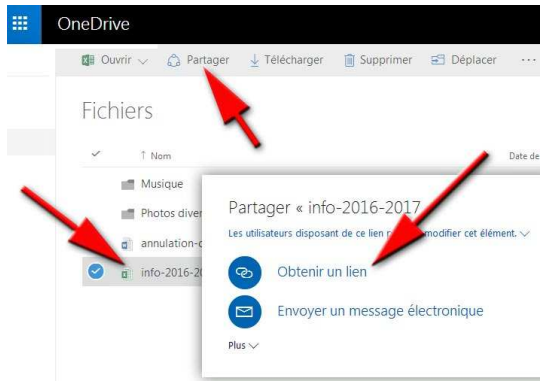 OneDrive
Ouvrir Partager Télécharger Supprimer Déplacer ...
Fichiers
Nom Date de
Musique
Photos diver
annulation-
info-2016-20
Partager « info-2016-2017
Les utilisateurs disposant de ce lien modifier cet élément.
Obtenir un lien
Envoyer un message électronique
Plus